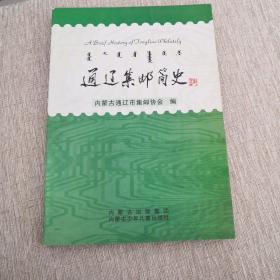 A Brief History of Tongliao Philately
通辽集邮简史
内蒙古通辽市集邮协会 编
内蒙古出版集团
内蒙古少年儿童出版社